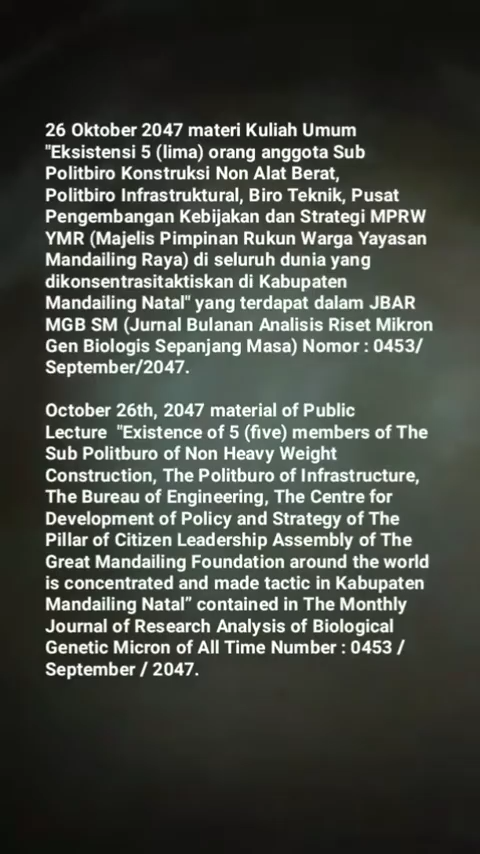 26 Oktober 2047 materi Kuliah Umum
"Eksistensi 5 (lima) orang anggota Sub
Politbiro Konstruksi Non Alat Berat,
Politbiro Infrastruktural, Biro Teknik, Pusat
Pengembangan Kebijakan dan Strategi MPRW
YMR (Majelis Pimpinan Rukun Warga Yayasan
Mandailing Raya) di seluruh dunia yang
dikonsentrasitaktiskan di Kabupaten
Mandailing Natal" yang terdapat dalam JBAR
MGB SM (Jurnal Bulanan Analisis Riset Mikron
Gen Biologis Sepanjang Masa) Nomor : 0453/
September/2047.
October 26th, 2047 material of Public
Lecture "Existence of 5 (five) members of The
Sub Politburo of Non Heavy Weight
Construction, The Politburo of Infrastructure,
The Bureau of Engineering, The Centre for
Development of Policy and Strategy of The
Pillar of Citizen Leadership Assembly of The
Great Mandailing Foundation around the world
is concentrated and made tactic in Kabupaten
Mandailing Natal” contained in The Monthly
Journal of Research Analysis of Biological
Genetic Micron of All Time Number : 0453 /
September / 2047.